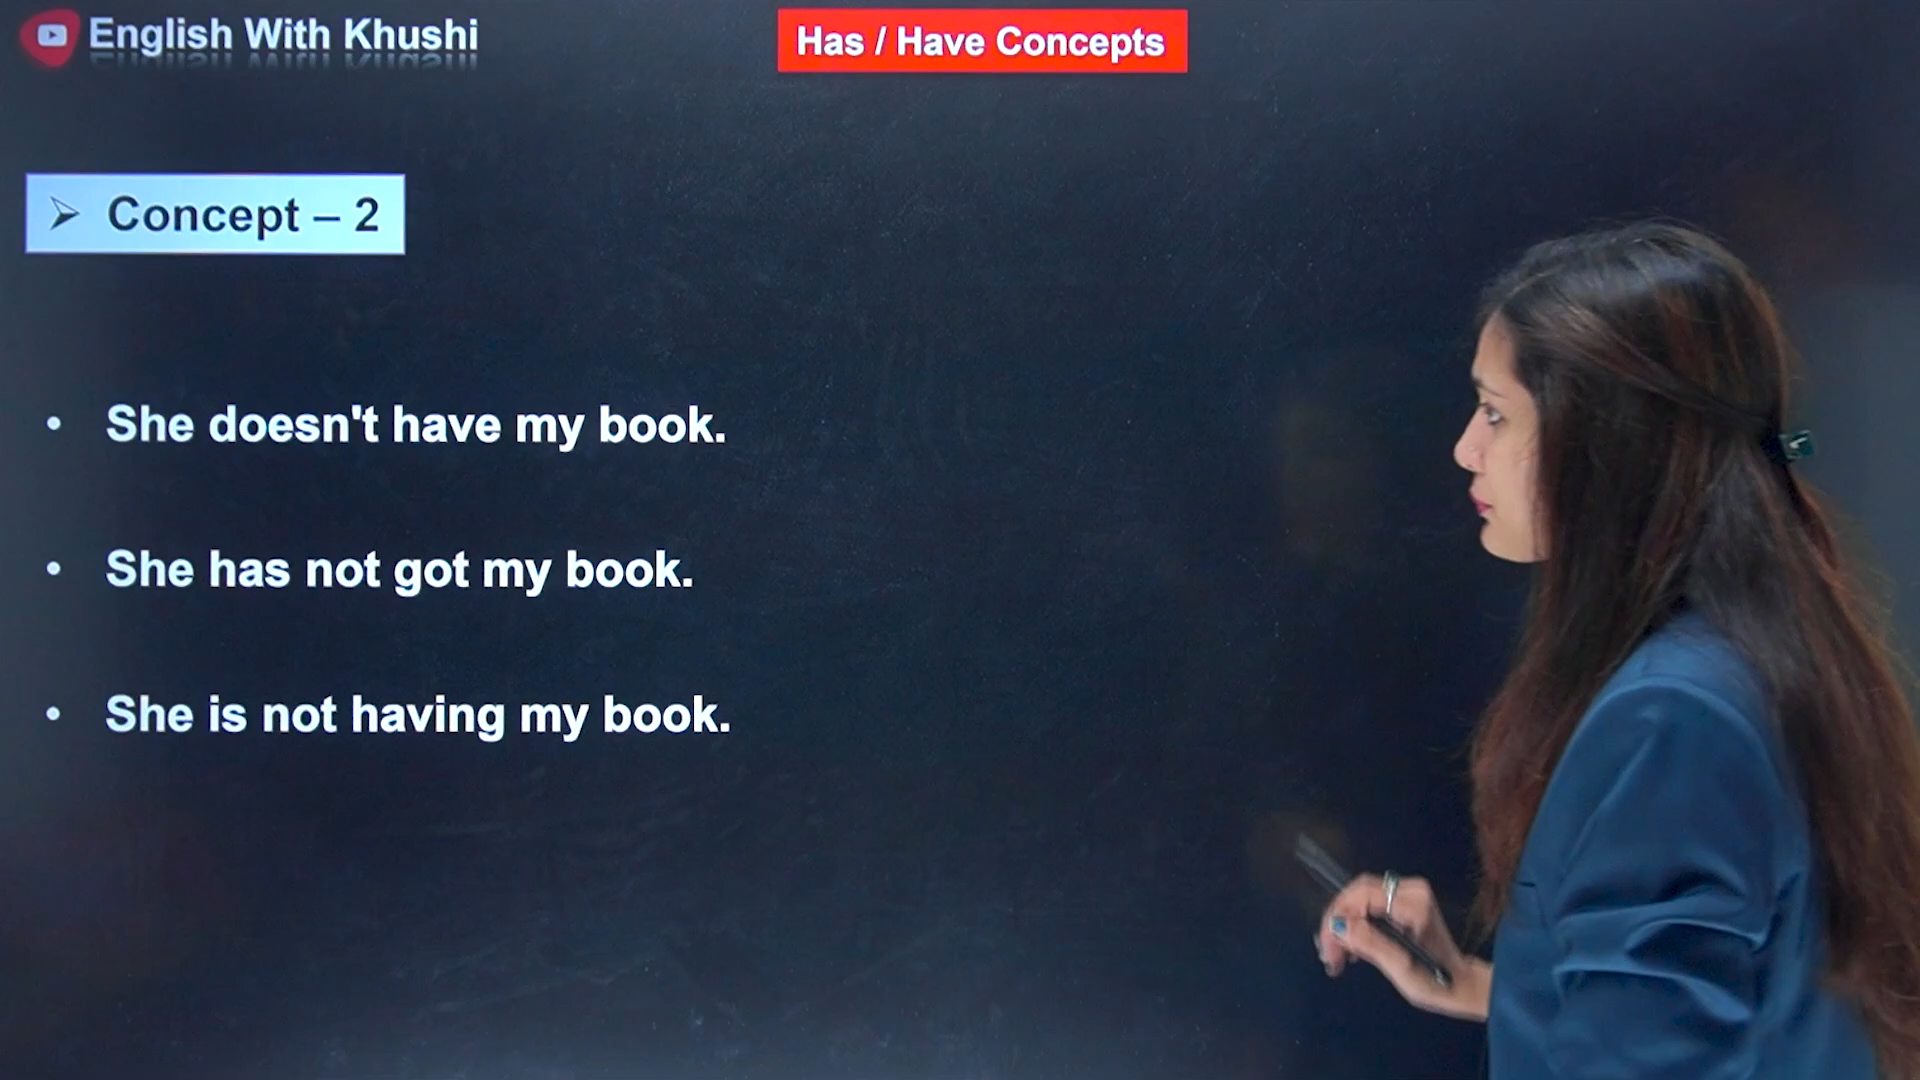 English With Khushi
Has / Have Concepts
➢ Concept – 2
• She doesn't have my book.
• She has not got my book.
• She is not having my book.